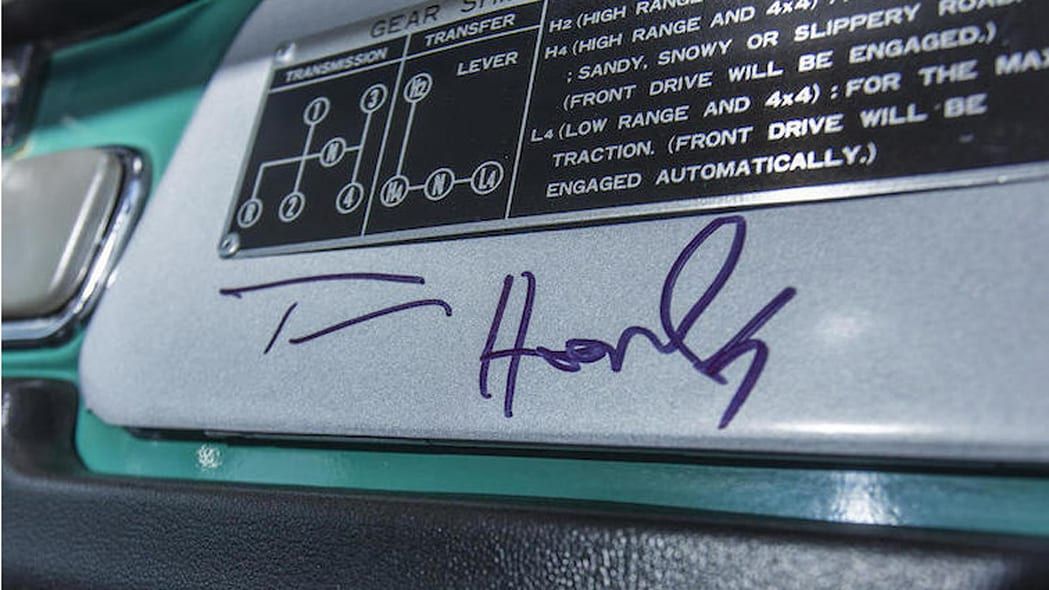 GEAR
TRANSMISSION
1 3
N
R 2 4
TRANSFER
LEVER
H2
H4 N L4
H2 (HIGH RANGE
H4 (HIGH RANGE AND 4x4)
; SANDY, SNOWY OR SLIPPERY
(FRONT DRIVE WILL BE ENGAGED.)
L4 (LOW RANGE AND 4x4) : FOR THE
TRACTION. (FRONT DRIVE WILL BE
ENGAGED AUTOMATICALLY.)